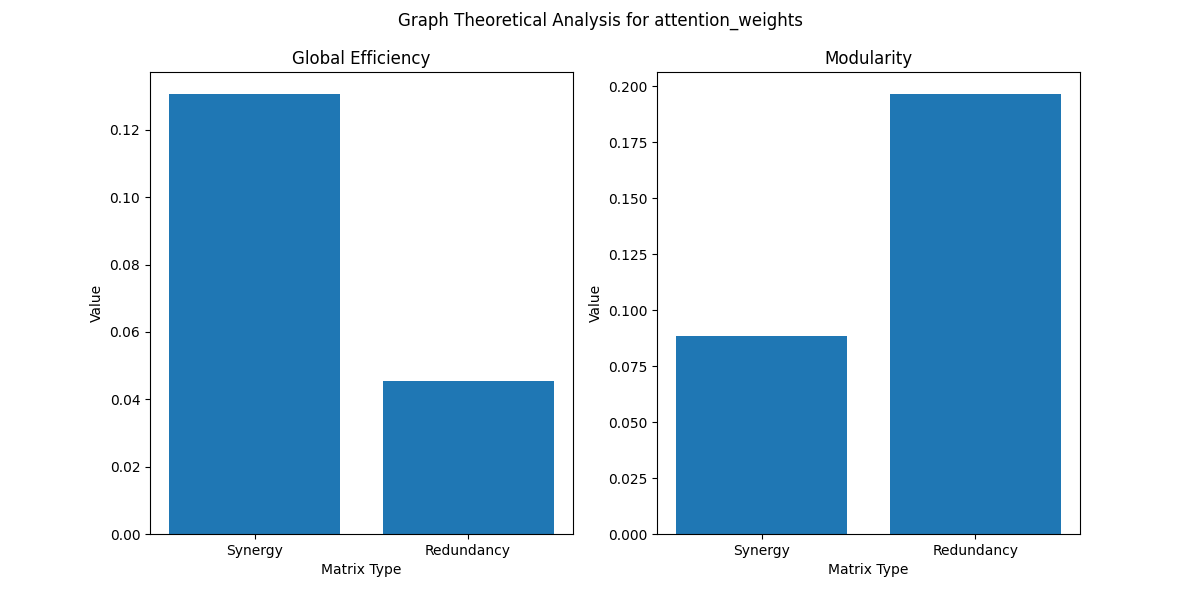 Graph Theoretical Analysis for attention_weights
Global Efficiency
0.12
0.10
0.08
0.06
0.04
0.02
0.00
Value
Synergy
Redundancy
Matrix Type
Modularity
0.200
0.175
0.150
0.125
0.100
0.075
0.050
0.025
0.000
Value
Synergy
Redundancy
Matrix Type